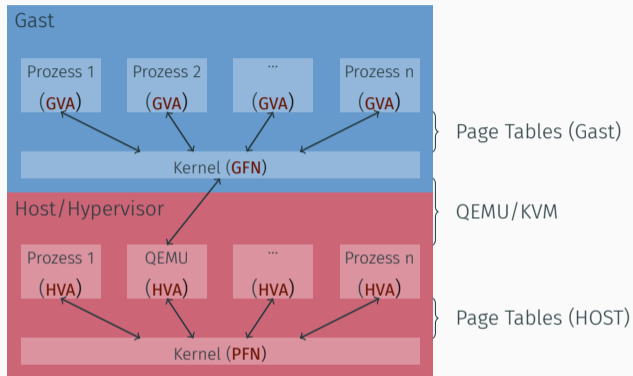 Gast
Prozess 1 Prozess 2 ... Prozess n
(GVA) (GVA) (GVA) (GVA)
Page Tables (Gast)
Kernel (GFN)
Host/Hypervisor
QEMU/KVM
Prozess 1 QEMU ... Prozess n
(HVA) (HVA) (HVA) (HVA)
Page Tables (HOST)
Kernel (PFN)